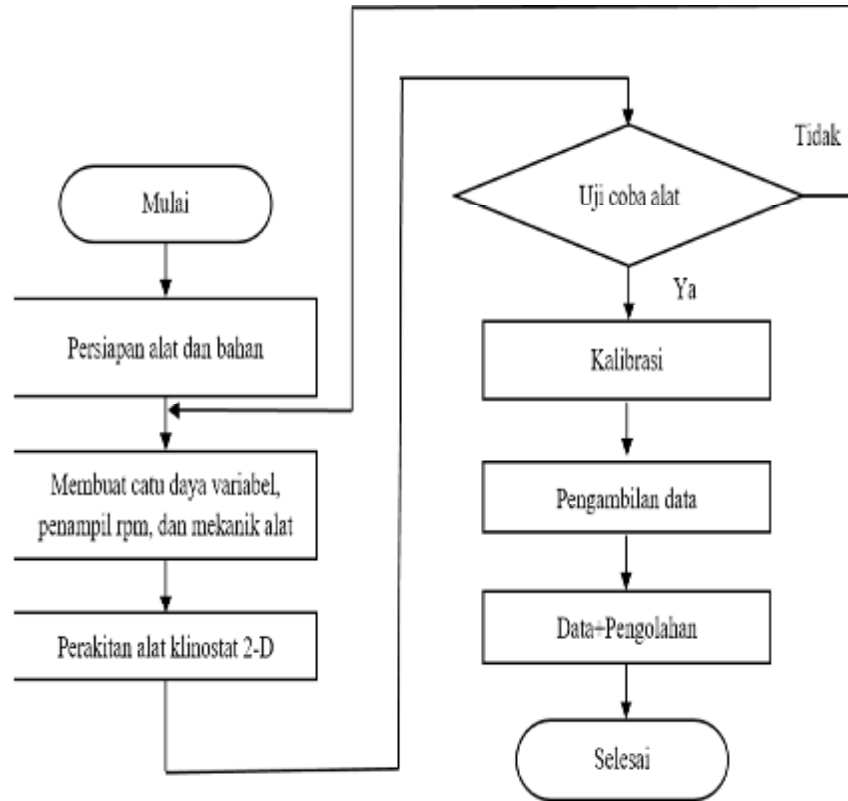 Mulai
Persiapan alat dan bahan
Membuat catu daya variabel,
penampil rpm, dan mekanik alat
Perakitan alat klinostat 2-D
Uji coba alat
Tidak
Ya
Kalibrasi
Pengambilan data
Data+Pengolahan
Selesai